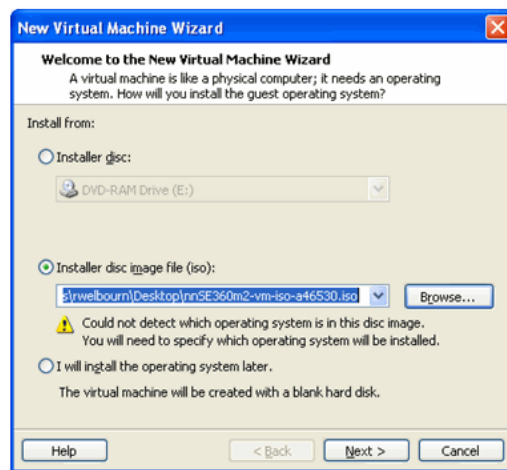 New Virtual Machine Wizard
Welcome to the New Virtual Machine Wizard
A virtual machine is like a physical computer; it needs an operating
system. How will you install the guest operating system?
Install from:
Installer disc:
DVD-RAM Drive (E:)
Installer disc image file (iso):
s\rwelbourn\Desktop\nnSE360m2-vm-iso-a46530.iso
Browse...
Could not detect which operating system is in this disc image.
You will need to specify which operating system will be installed.
I will install the operating system later.
The virtual machine will be created with a blank hard disk.
Help
< Back
Next >
Cancel